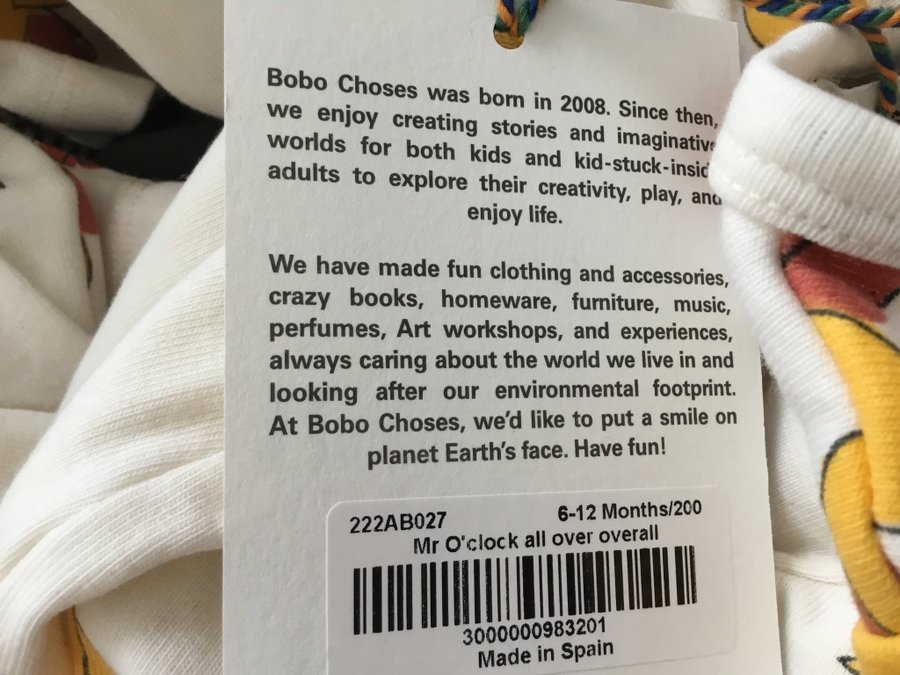 Bobo Choses was born in 2008. Since then,
we enjoy creating stories and imaginative
worlds for both kids and kid-stuck-inside
adults to explore their creativity, play, and
enjoy life.
We have made fun clothing and accessories,
crazy books, homeware, furniture, music,
perfumes, Art workshops, and experiences,
always caring about the world we live in and
looking after our environmental footprint.
At Bobo Choses, we'd like to put a smile on
planet Earth's face. Have fun!
222AB027 6-12 Months/200
Mr O'clock all over overall
3000000983201
Made in Spain